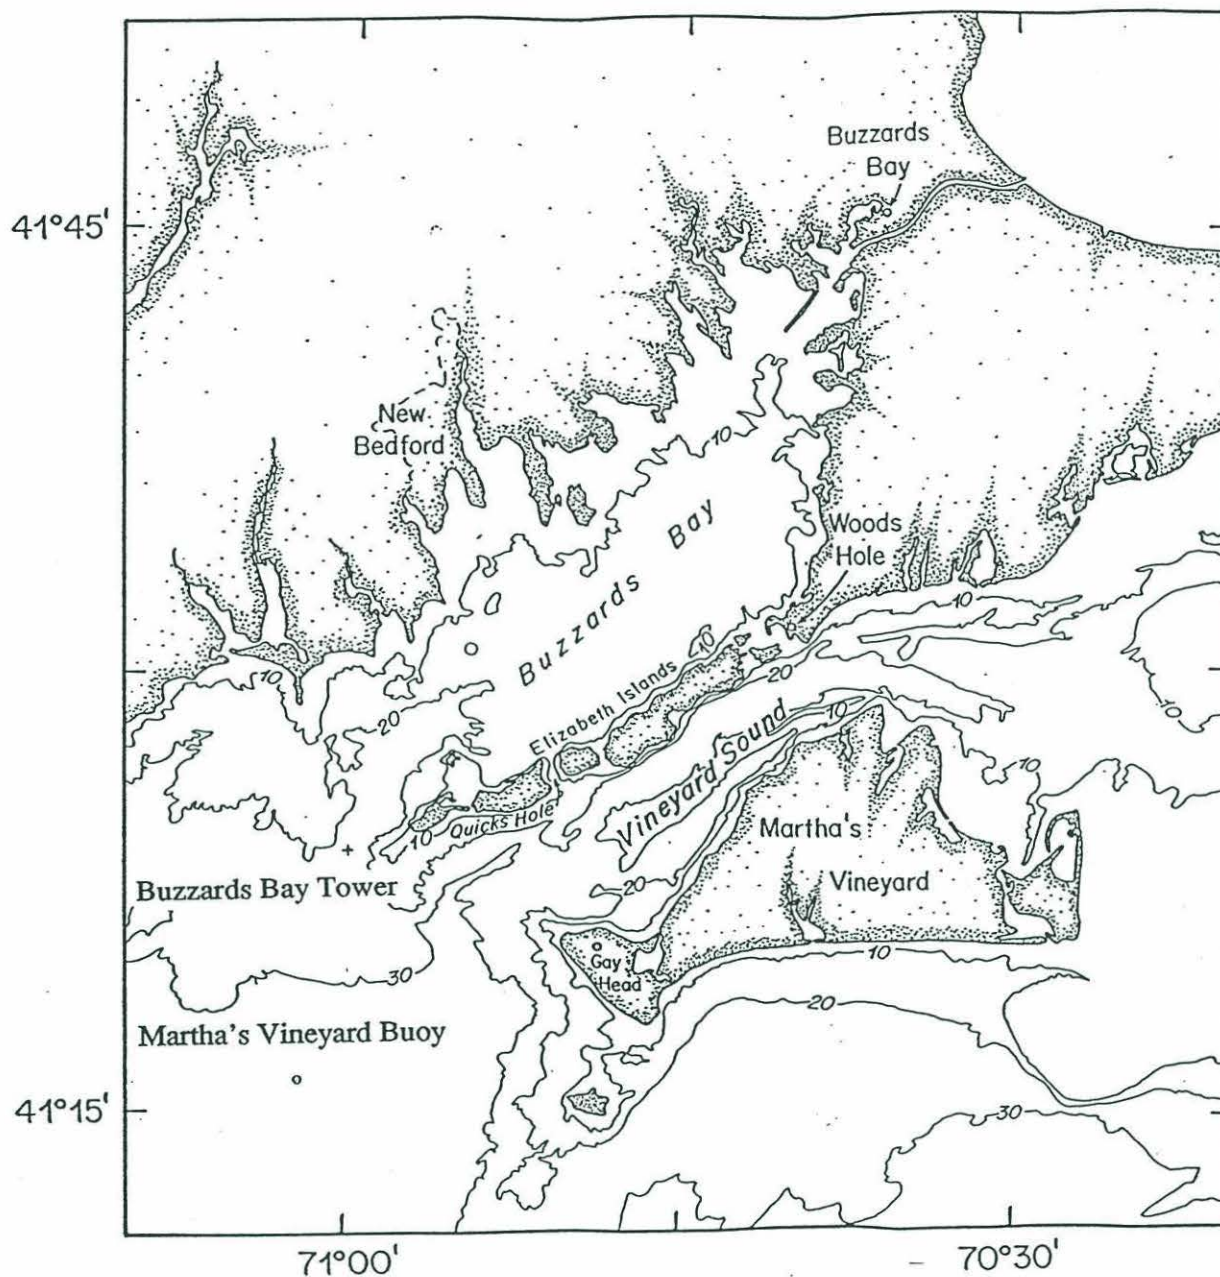 Buzzards
Bay
41°45'
New
Bedford
10
Bay
Woods
Hole
Buzzards
10
10
10
20
20
Elizabeth Islands
10
10
Vineyard Sound
10
Quicks Hole
10
Martha's
20
Buzzards Bay Tower
Vineyard
Gay
Head
10
30
20
Martha's Vineyard Buoy
41°15'
30
71°00'
70°30'